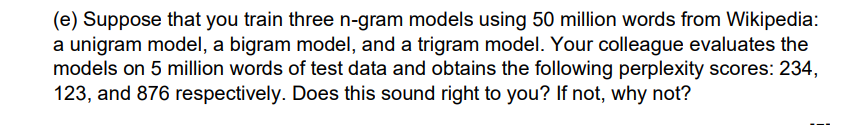 (e) Suppose that you train three n-gram models using 50 million words from Wikipedia:
a unigram model, a bigram model, and a trigram model. Your colleague evaluates the
models on 5 million words of test data and obtains the following perplexity scores: 234,
123, and 876 respectively. Does this sound right to you? If not, why not?